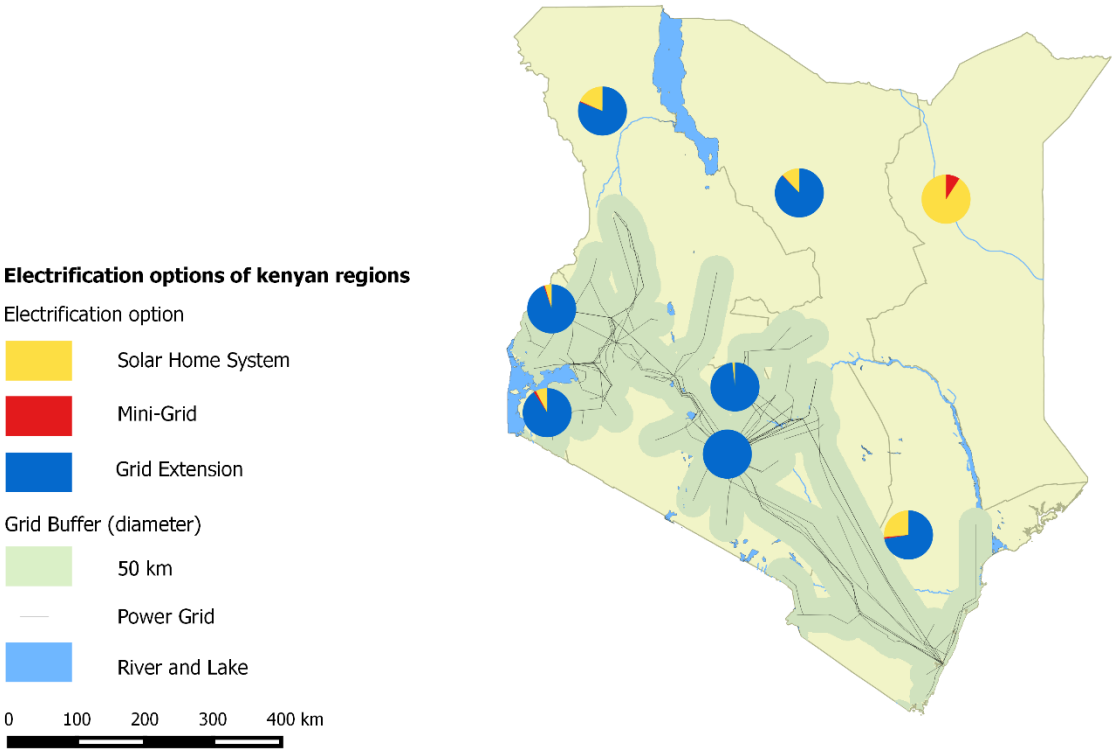 Electrification options of kenyan regions
Electrification option
Solar Home System
Mini-Grid
Grid Extension
Grid Buffer (diameter)
50 km
Power Grid
River and Lake
0 100 200 300 400 km